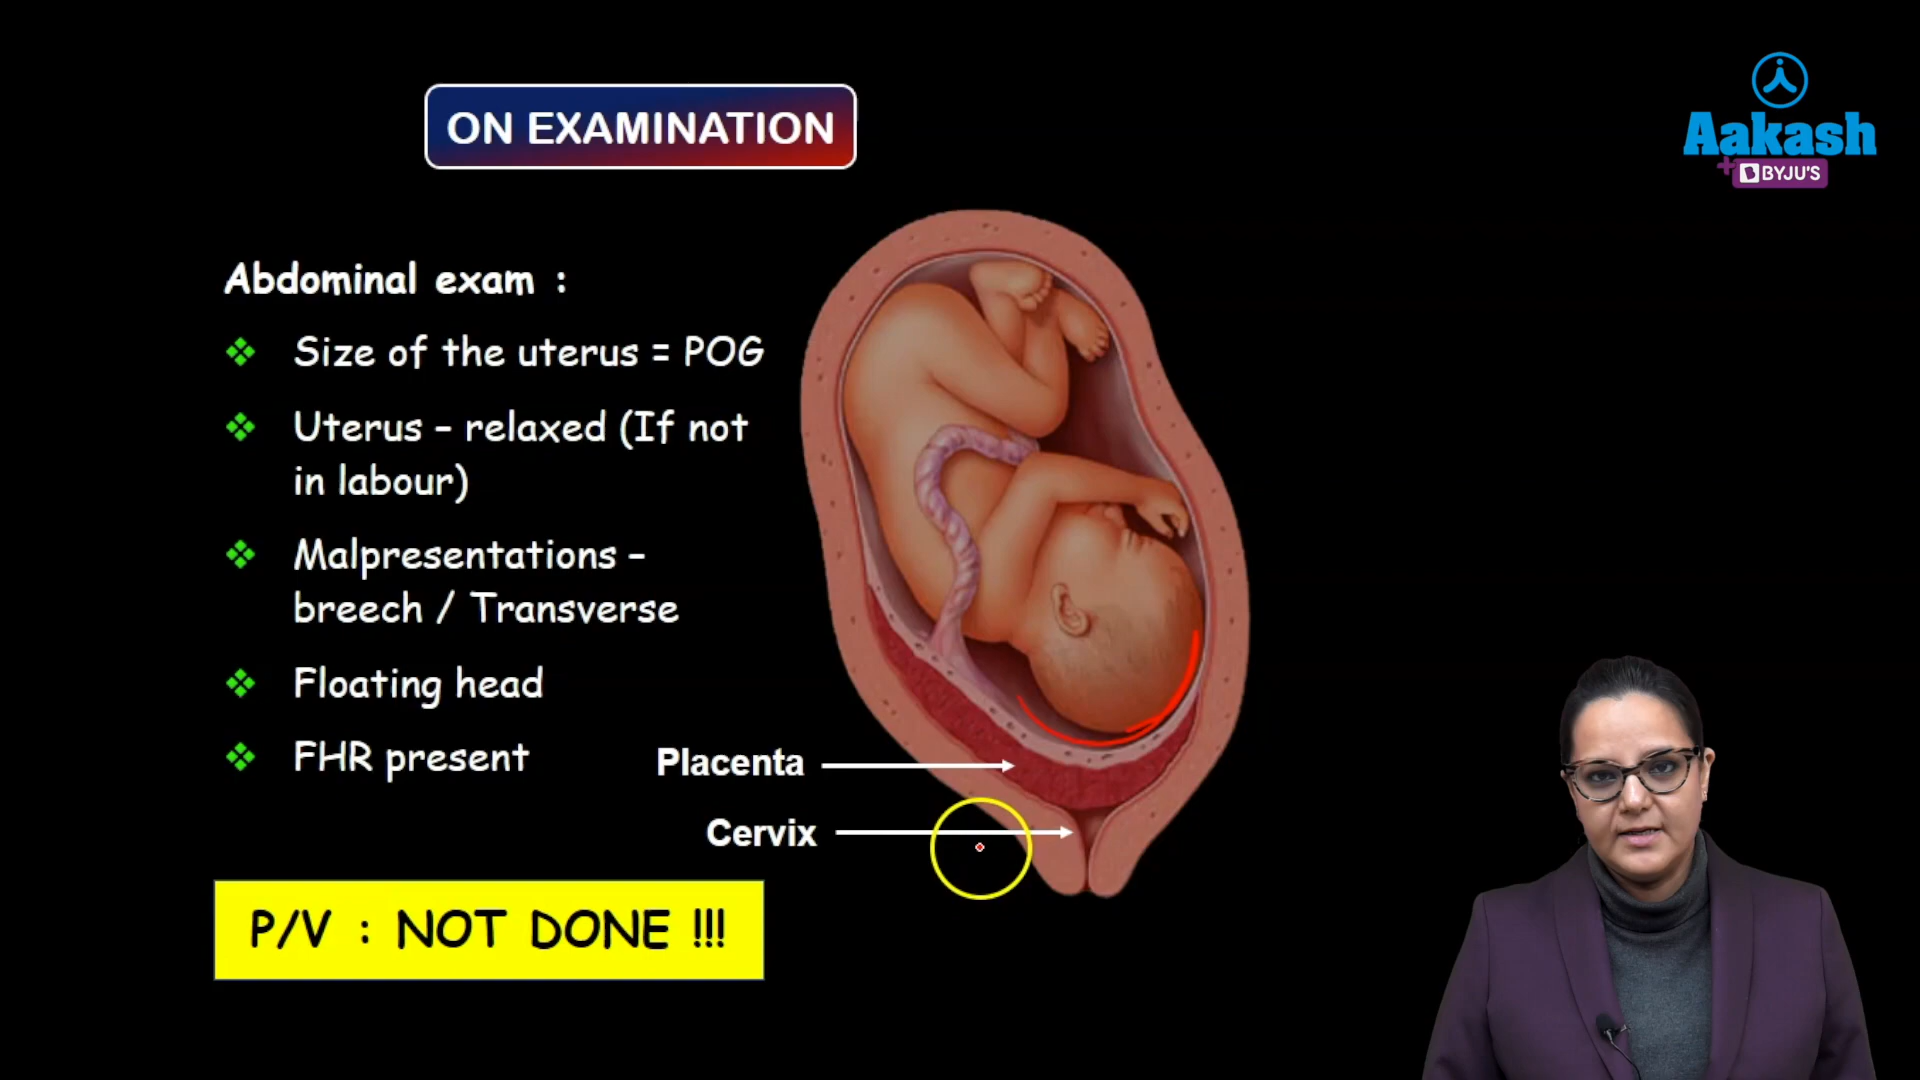 ON EXAMINATION
Aakash
+ BYJU'S
Abdominal exam :
Size of the uterus = POG
Uterus – relaxed (If not
in labour)
Malpresentations –
breech / Transverse
Floating head
FHR present
Placenta
Cervix
P/V : NOT DONE !!!